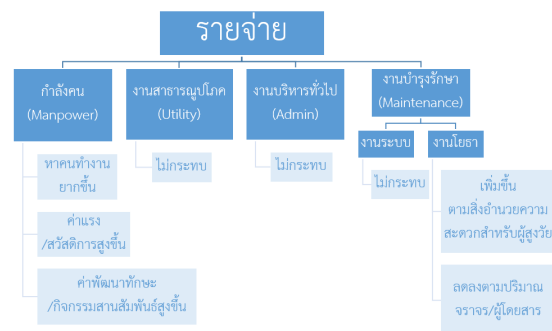 รายจ่าย
กำลังคน
(Manpower)
งานสาธารณูปโภค
(Utility)
งานบริหารทั่วไป
(Admin)
งานบำรุงรักษา
(Maintenance)
งานระบบ
งานโยธา
หาคนทำงาน
ยากขึ้น
ค่าแรง
/สวัสดิการสูงขึ้น
ค่าพัฒนาทักษะ
/กิจกรรมสานสัมพันธ์สูงขึ้น
ไม่กระทบ
ไม่กระทบ
ไม่กระทบ
เพิ่มขึ้น
ตามสิ่งอำนวยความ
สะดวกสำหรับผู้สูงวัย
ลดลงตามปริมาณ
จราจร/ผู้โดยสาร